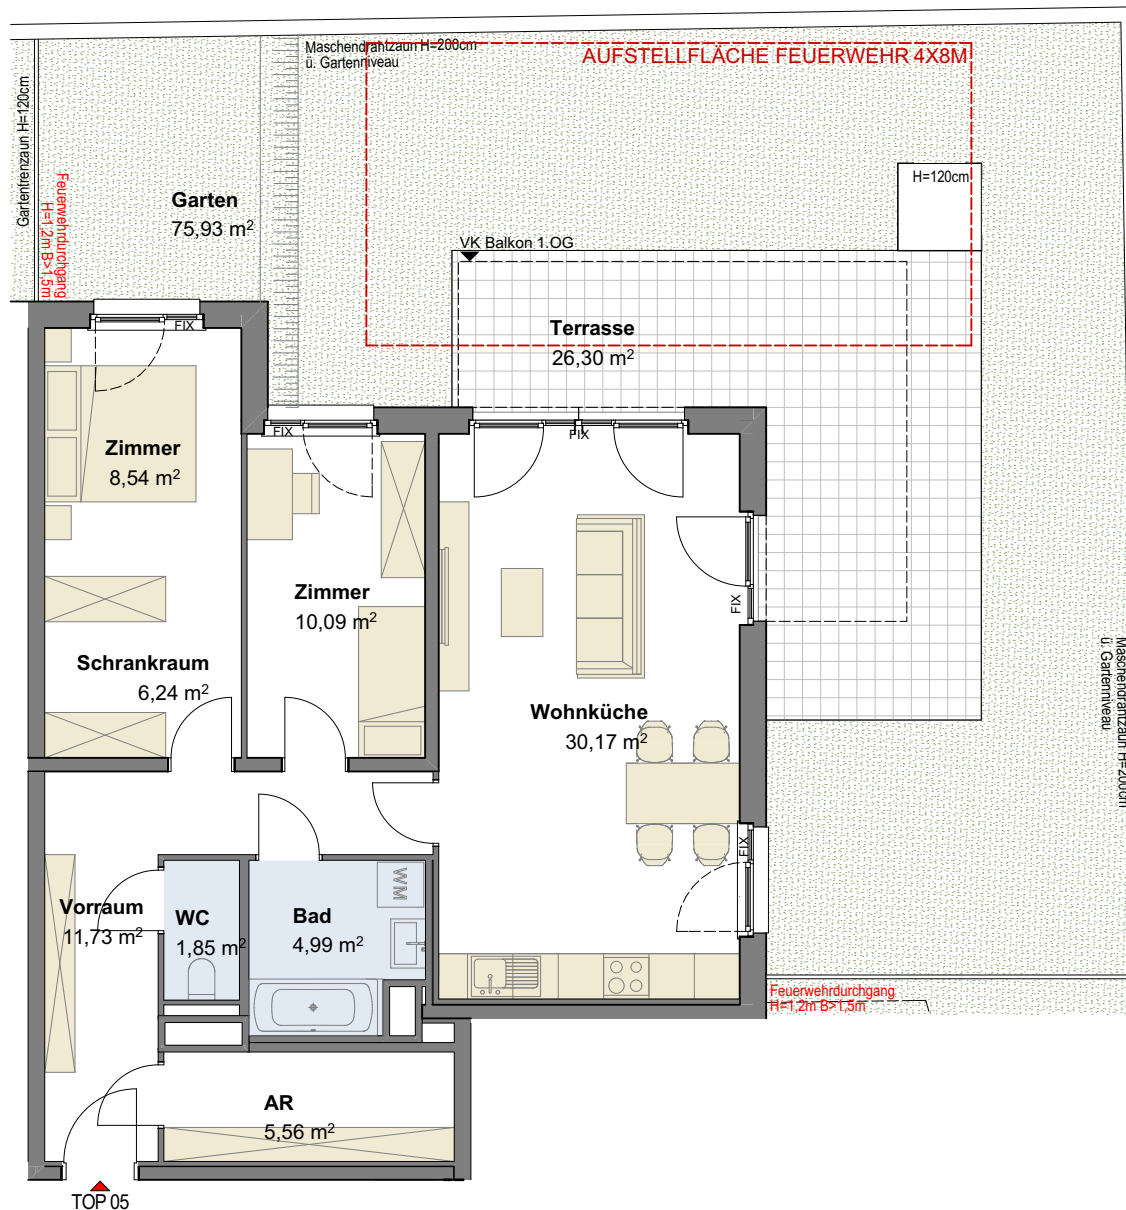 Maschendrahtzaun H=200cm
ü. Gartenniveau
AUFSTELLFLÄCHE FEUERWEHR 4X8M
Gartentrenzaun H=120cm
Feuerwehrdurchgang
H=1,2m B>1,5m
Garten
75,93 m²
H=120cm
VK Balkon 1.OG
Terrasse
26,30 m²
FIX
FIX
FIX
Zimmer
8,54 m²
Zimmer
10,09 m²
FIX
Schrankraum
6,24 m²
Wohnküche
30,17 m²
Maschendrahtzaun H=200cm
ü. Gartenniveau
FIX
WM
Vorraum
11,73 m²
WC
1,85 m²
Bad
4,99 m²
Feuerwehrdurchgang
H=1,2m B>1,5m
AR
5,56 m²
TOP 05